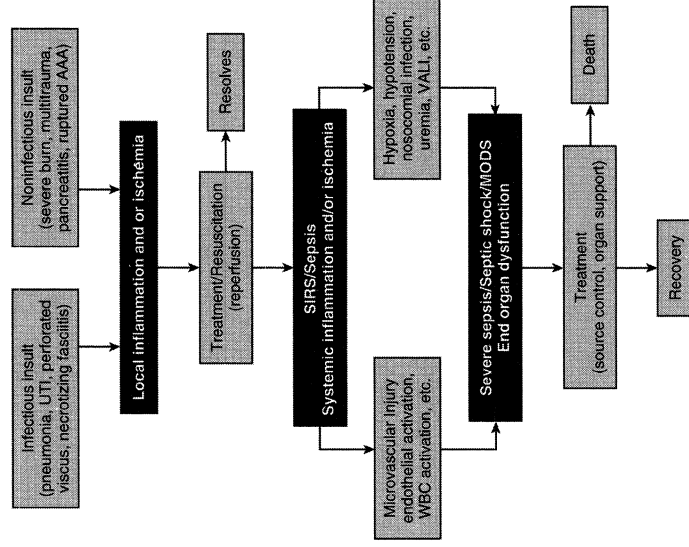 Infectious insult
(pneumonia, UTI, perforated
viscus, necrotizing fasciitis)
Noninfectious insult
(severe burn, multitrauma,
pancreatitis, ruptured AAA)
Local inflammation and or ischemia
Treatment/Resuscitation
(reperfusion)
Resolves
SIRS/Sepsis
Systemic inflammation and/or ischemia
Microvascular Injury
endothelial activation,
WBC activation, etc.
Hypoxia, hypotension,
nosocomial infection,
uremia, VALI, etc.
Severe sepsis/Septic shock/MODS
End organ dysfunction
Treatment
(source control, organ support)
Death
Recovery